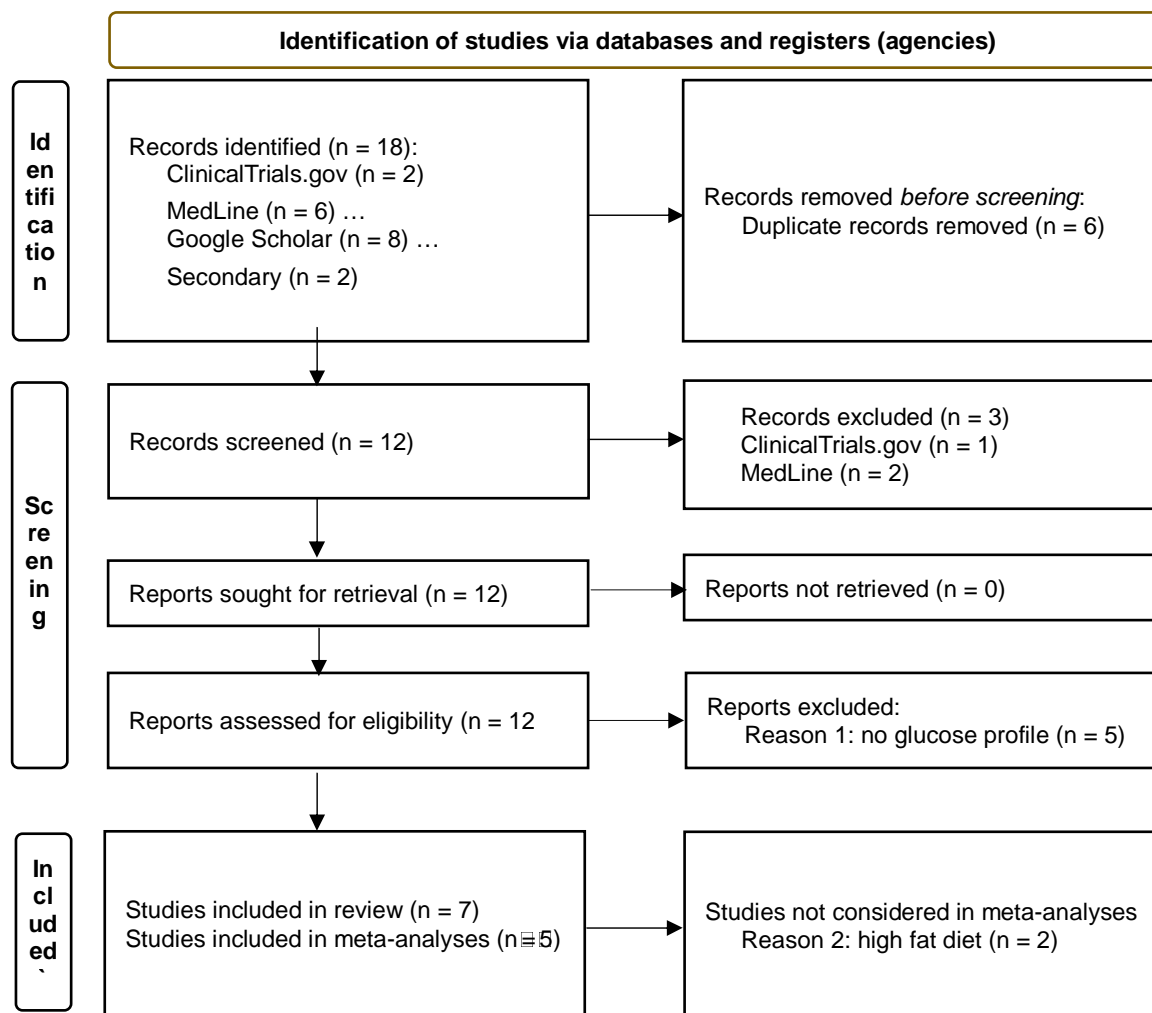 Identification of studies via databases and registers (agencies)
Id
en
tifi
ca
tio
n
Records identified (n = 18):
ClinicalTrials.gov (n = 2)
MedLine (n = 6) …
Google Scholar (n = 8) …
Secondary (n = 2)
Records removed before screening:
Duplicate records removed (n = 6)
Sc
re
en
in
g
Records screened (n = 12)
Records excluded (n = 3)
ClinicalTrials.gov (n = 1)
MedLine (n = 2)
Reports sought for retrieval (n = 12)
Reports not retrieved (n = 0)
Reports assessed for eligibility (n = 12
Reports excluded:
Reason 1: no glucose profile (n = 5)
In
cl
ud
ed
`
Studies included in review (n = 7)
Studies included in meta-analyses (n = 5)
Studies not considered in meta-analyses
Reason 2: high fat diet (n = 2)